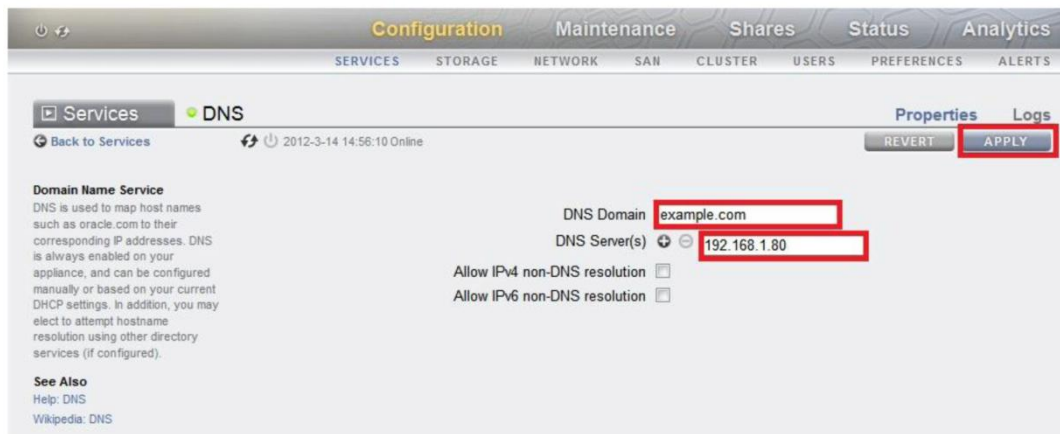 Configuration Maintenance Shares Status Analytics
SERVICES STORAGE NETWORK SAN CLUSTER USERS PREFERENCES ALERTS
Services DNS Properties Logs
Back to Services 2012-3-14 14:56:10 Online REVERT APPLY
Domain Name Service
DNS is used to map host names
such as oracle.com to their
corresponding IP addresses. DNS
is always enabled on your
appliance, and can be configured
manually or based on your current
DHCP settings. In addition, you may
elect to attempt hostname
resolution using other directory
services (if configured).
See Also
Help: DNS
Wikipedia: DNS
DNS Domain example.com
DNS Server(s) 192.168.1.80
Allow IPv4 non-DNS resolution
Allow IPv6 non-DNS resolution